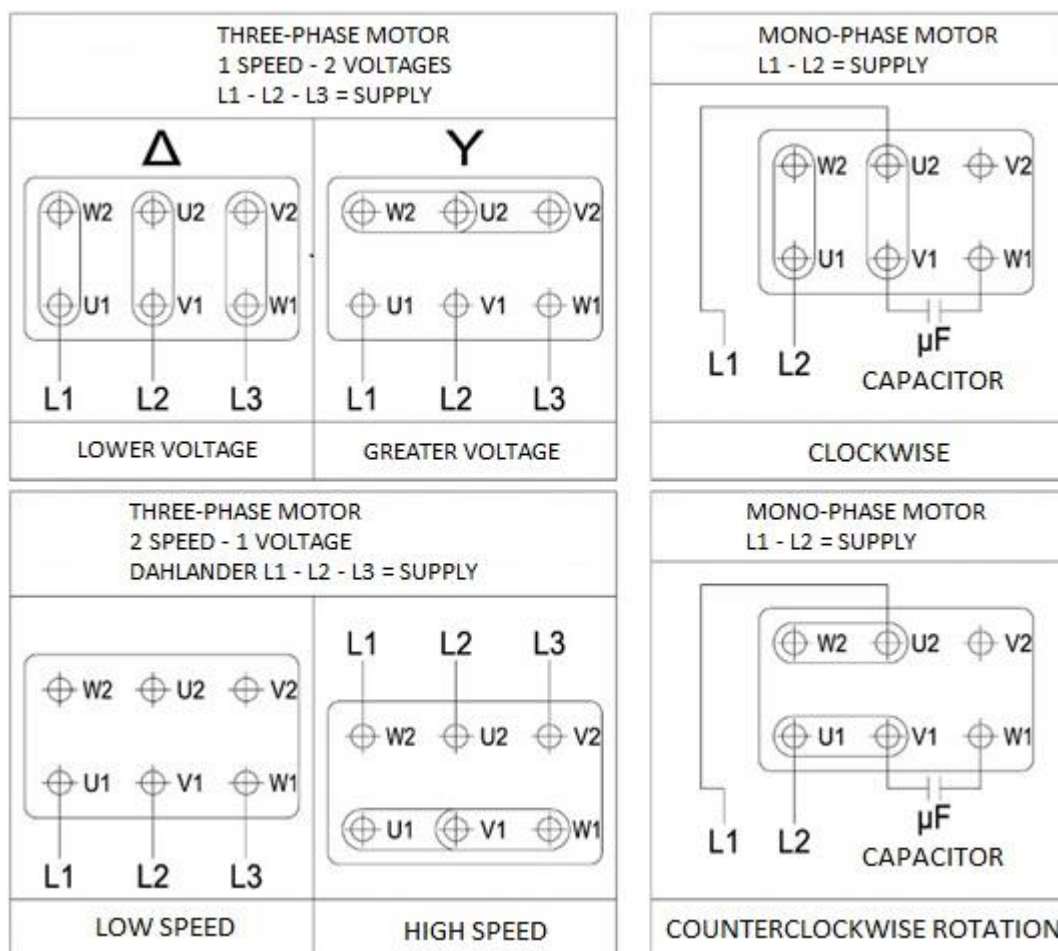 THREE-PHASE MOTOR
1 SPEED - 2 VOLTAGES
L1 - L2 - L3 = SUPPLY
Δ
W2 U2 V2
U1 V1 W1
L1 L2 L3
LOWER VOLTAGE
Y
W2 U2 V2
U1 V1 W1
L1 L2 L3
GREATER VOLTAGE
MONO-PHASE MOTOR
L1 - L2 = SUPPLY
W2 U2 V2
U1 V1 W1
L1 L2 µF
CAPACITOR
CLOCKWISE
THREE-PHASE MOTOR
2 SPEED - 1 VOLTAGE
DAHLANDER L1 - L2 - L3 = SUPPLY
W2 U2 V2
U1 V1 W1
L1 L2 L3
LOW SPEED
L1 L2 L3
W2 U2 V2
U1 V1 W1
HIGH SPEED
MONO-PHASE MOTOR
L1 - L2 = SUPPLY
W2 U2 V2
U1 V1 W1
L1 L2 µF
CAPACITOR
COUNTERCLOCKWISE ROTATION